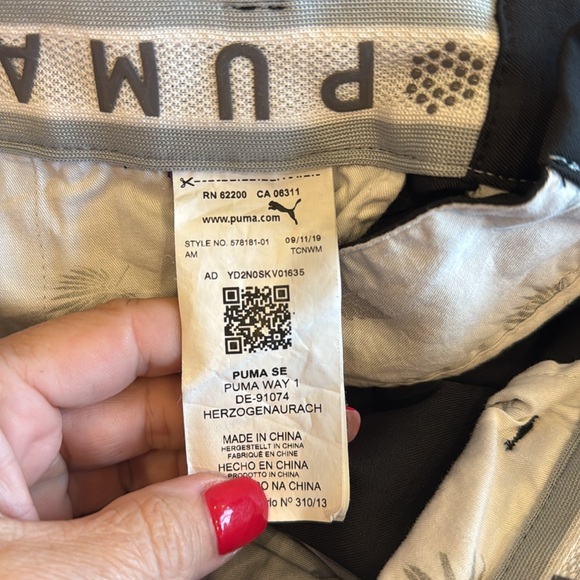 PUMA
RN 62200 CA 06311
www.puma.com
STYLE NO. 578181-01 09/11/19
AM TCNWM
AD YD2N0SKV01635
PUMA SE
PUMA WAY 1
DE-91074
HERZOGENAURACH
MADE IN CHINA
HERGESTELLT IN CHINA
FABRIQUÉ EN CHINE
HECHO EN CHINA
PRODOTTO IN CHINA
NA CHINA
Nº 310/13